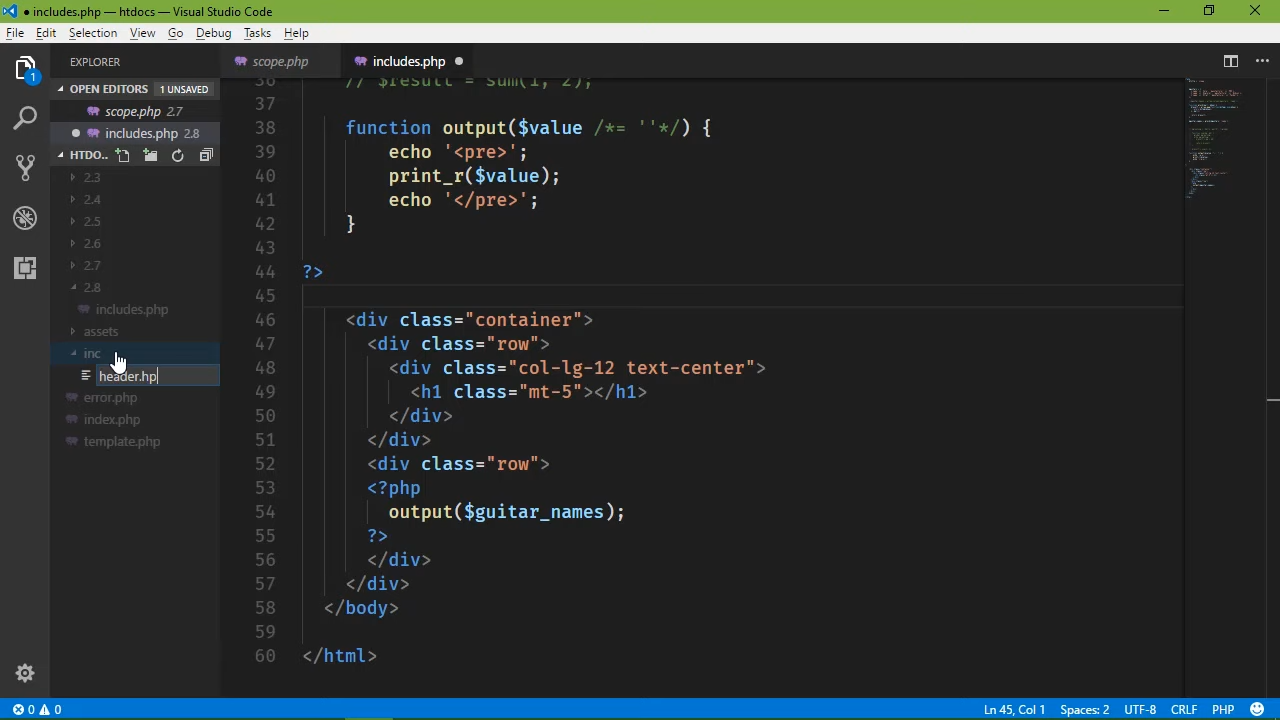 ● includes.php — htdocs — Visual Studio Code
File Edit Selection View Go Debug Tasks Help
EXPLORER
scope.php
includes.php ●
1
OPEN EDITORS 1 UNSAVED
scope.php 2.7
● includes.php 2.8
HTDO..
2.3
2.4
2.5
2.6
2.7
2.8
includes.php
assets
inc
header.hp
error.php
index.php
template.php
36 // $result = sum(1, 2);
37
38 function output($value /*= ''*/) {
39 echo '<pre>';
40 print_r($value);
41 echo '</pre>';
42 }
43
44 ?>
45
46 <div class="container">
47 <div class="row">
48 <div class="col-lg-12 text-center">
49 <h1 class="mt-5"></h1>
50 </div>
51 </div>
52 <div class="row">
53 <?php
54 output($guitar_names);
55 ?>
56 </div>
57 </div>
58 </body>
59
60 </html>
0 0
Ln 45, Col 1 Spaces: 2 UTF-8 CRLF PHP